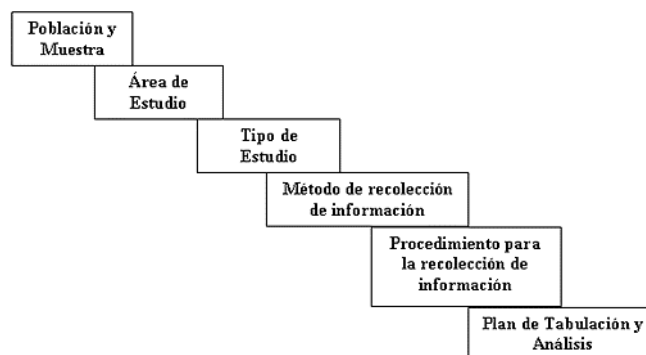 Población y
Muestra
Área de
Estudio
Tipo de
Estudio
Método de recolección
de información
Procedimiento para
la recolección de
información
Plan de Tabulación y
Análisis